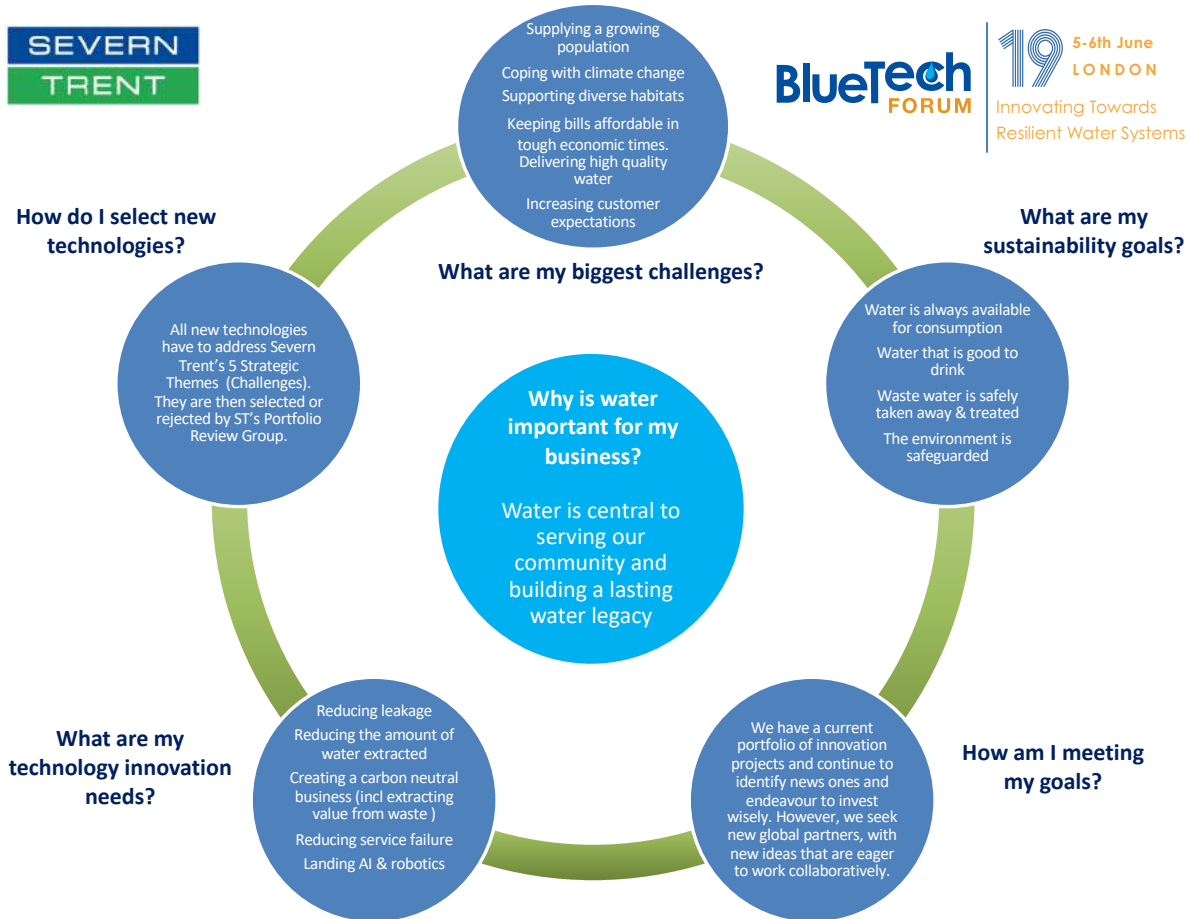 SEVERN
TRENT
BlueTech
FORUM
19
5-6th June
LONDON
Innovating Towards
Resilient Water Systems
Supplying a growing
population
Coping with climate change
Supporting diverse habitats
Keeping bills affordable in
tough economic times.
Delivering high quality
water
Increasing customer
expectations
What are my biggest challenges?
What are my
sustainability goals?
Water is always available
for consumption
Water that is good to
drink
Waste water is safely
taken away & treated
The environment is
safeguarded
How am I meeting
my goals?
We have a current
portfolio of innovation
projects and continue to
identify news ones and
endeavour to invest
wisely. However, we seek
new global partners, with
new ideas that are eager
to work collaboratively.
What are my
technology innovation
needs?
Reducing leakage
Reducing the amount of
water extracted
Creating a carbon neutral
business (incl extracting
value from waste )
Reducing service failure
Landing AI & robotics
How do I select new
technologies?
All new technologies
have to address Severn
Trent's 5 Strategic
Themes (Challenges).
They are then selected or
rejected by ST's Portfolio
Review Group.
Why is water
important for my
business?
Water is central to
serving our
community and
building a lasting
water legacy